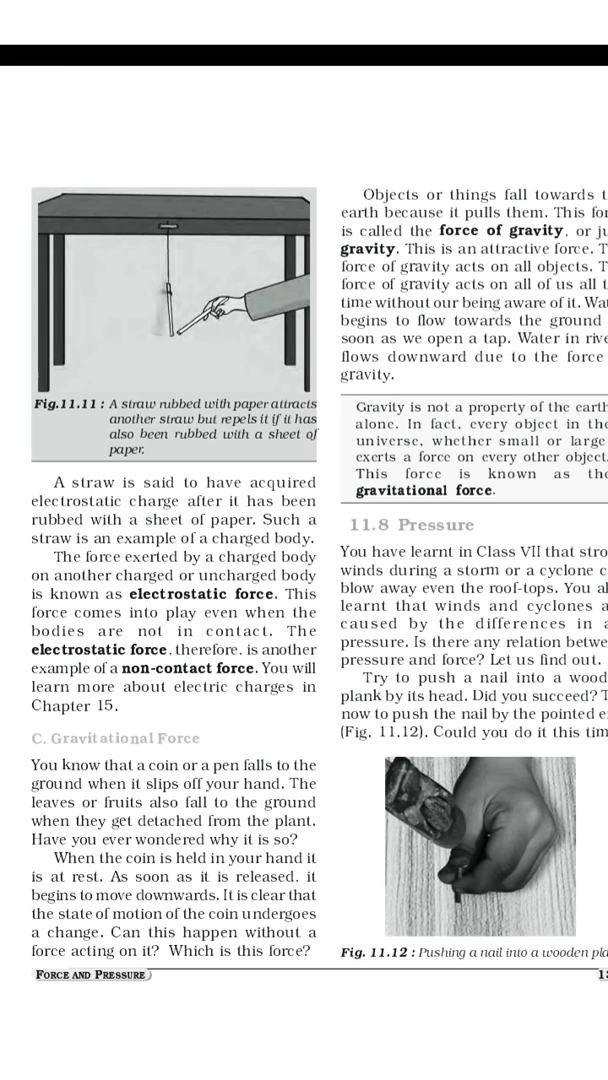 Fig.11.11 : A straw rubbed with paper attracts
another straw but repels it if it has
also been rubbed with a sheet of
paper.
A straw is said to have acquired
electrostatic charge after it has been
rubbed with a sheet of paper. Such a
straw is an example of a charged body.
The force exerted by a charged body
on another charged or uncharged body
is known as electrostatic force. This
force comes into play even when the
bodies are not in contact. The
electrostatic force, therefore, is another
example of a non-contact force. You will
learn more about electric charges in
Chapter 15.
C. Gravitational Force
You know that a coin or a pen falls to the
ground when it slips off your hand. The
leaves or fruits also fall to the ground
when they get detached from the plant.
Have you ever wondered why it is so?
When the coin is held in your hand it
is at rest. As soon as it is released, it
begins to move downwards. It is clear that
the state of motion of the coin undergoes
a change. Can this happen without a
force acting on it? Which is this force?
Objects or things fall towards
earth because it pulls them. This
is called the force of gravity, or
gravity. This is an attractive force.
force of gravity acts on all objects.
force of gravity acts on all of us all
time without our being aware of it.
begins to flow towards the ground
soon as we open a tap. Water in
flows downward due to the force
gravity.
Gravity is not a property of the earth
alone. In fact, every object in the
universe, whether small or large
exerts a force on every other object.
This force is known as the
gravitational force.
11.8 Pressure
You have learnt in Class VII that
winds during a storm or a cyclone
blow away even the roof-tops. You
learnt that winds and cyclones
caused by the differences in
pressure. Is there any relation
pressure and force? Let us find out.
Try to push a nail into a
plank by its head. Did you succeed?
now to push the nail by the pointed
(Fig. 11.12). Could you do it this
Fig. 11.12 : Pushing a nail into a wooden
FORCE AND PRESSURE